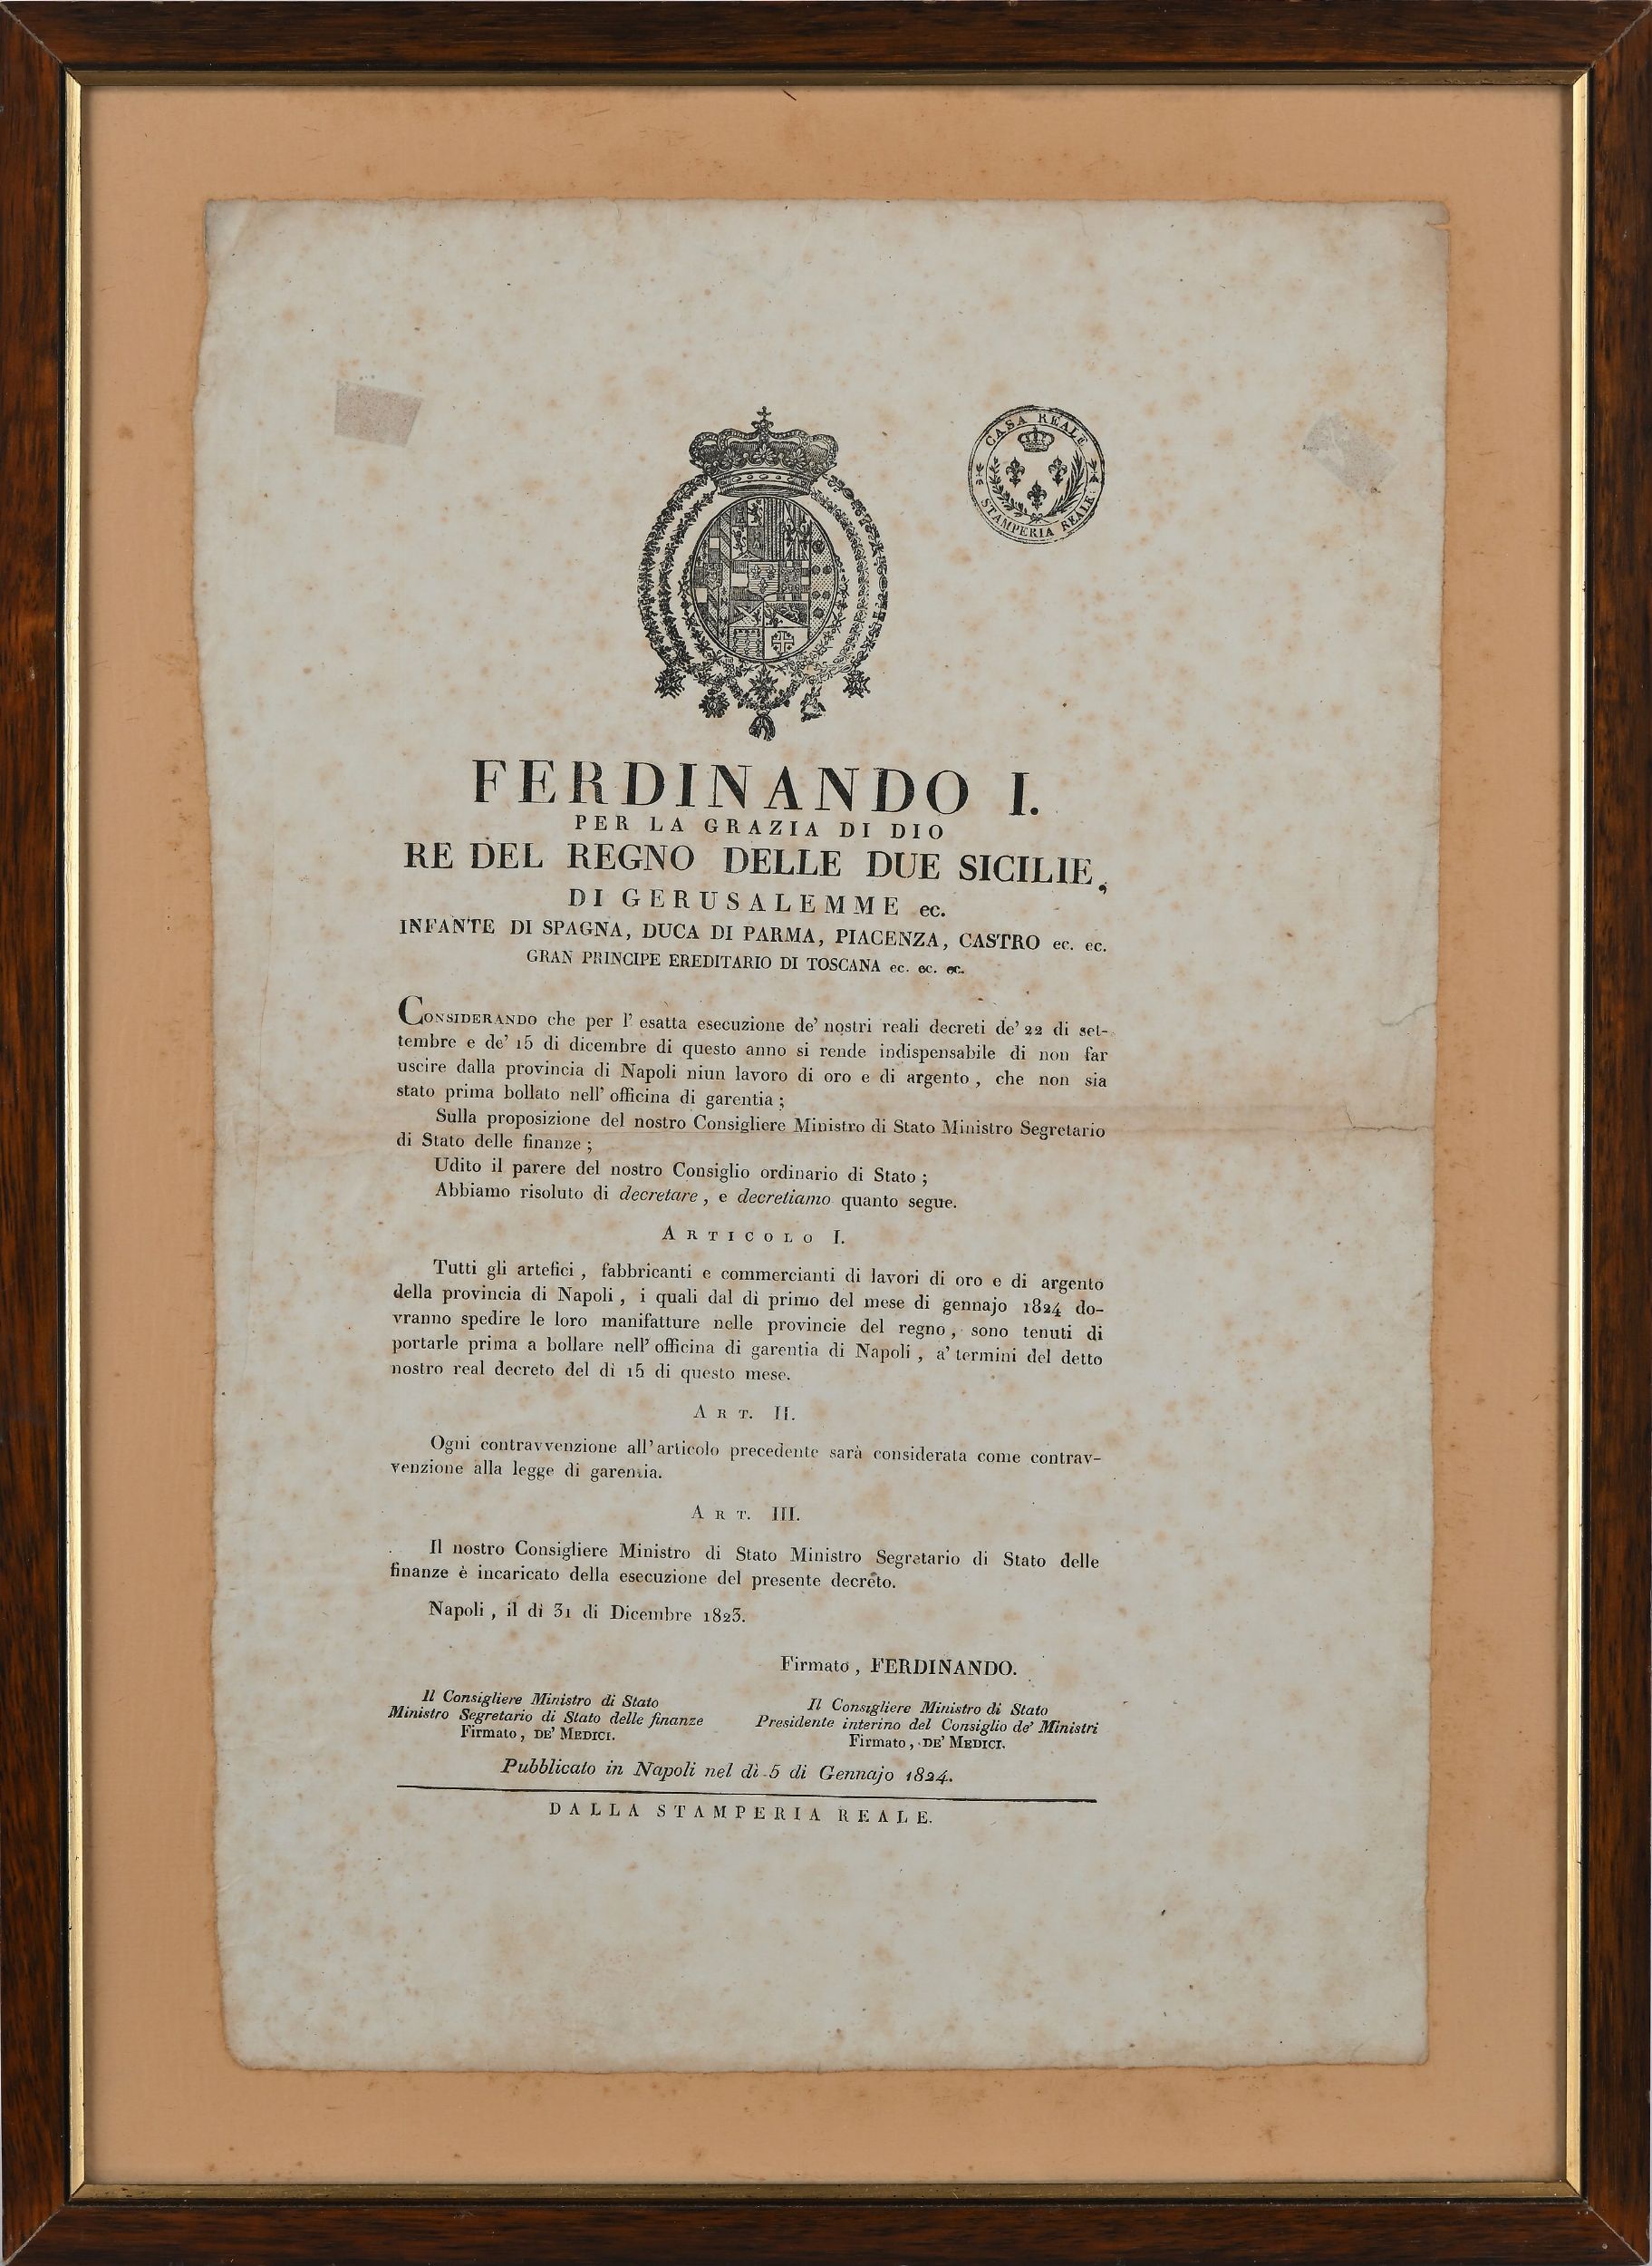 CASA REALE
STAMPERIA REALE
FERDINANDO I.
PER LA GRAZIA DI DIO
RE DEL REGNO DELLE DUE SICILIE,
DI GERUSALEMME ec.
INFANTE DI SPAGNA, DUCA DI PARMA, PIACENZA, CASTRO ec. ec.
GRAN PRINCIPE EREDITARIO DI TOSCANA ec. ec. ec.
CONSIDERANDO che per l' esatta esecuzione de' nostri reali decreti de' 22 di set-
tembre e de' 15 di dicembre di questo anno si rende indispensabile di non far
uscire dalla provincia di Napoli niun lavoro di oro e di argento , che non sia
stato prima bollato nell' officina di garentia ;
Sulla proposizione del nostro Consigliere Ministro di Stato Ministro Segretario
di Stato delle finanze ;
Udito il parere del nostro Consiglio ordinario di Stato ;
Abbiamo risoluto di decretare , e decretiamo quanto segue.
ARTICOLO I.
Tutti gli artefici , fabbricanti e commercianti di lavori di oro e di argento
della provincia di Napoli , i quali dal dì primo del mese di gennajo 1824 do-
vranno spedire le loro manifatture nelle provincie del regno , sono tenuti di
portarle prima a bollare nell' officina di garentia di Napoli , a' termini del detto
nostro real decreto del dì 15 di questo mese.
ART. II.
Ogni contravvenzione all' articolo precedente sarà considerata come contrav-
venzione alla legge di garentia.
ART. III.
Il nostro Consigliere Ministro di Stato Ministro Segretario di Stato delle
finanze è incaricato della esecuzione del presente decreto.
Napoli , il dì 31 di Dicembre 1823.
Firmato , FERDINANDO.
Il Consigliere Ministro di Stato
Ministro Segretario di Stato delle finanze
Firmato , DE' MEDICI.
Il Consigliere Ministro di Stato
Presidente interino del Consiglio de' Ministri
Firmato , DE' MEDICI.
Pubblicato in Napoli nel dì 5 di Gennajo 1824.
DALLA STAMPERIA REALE.